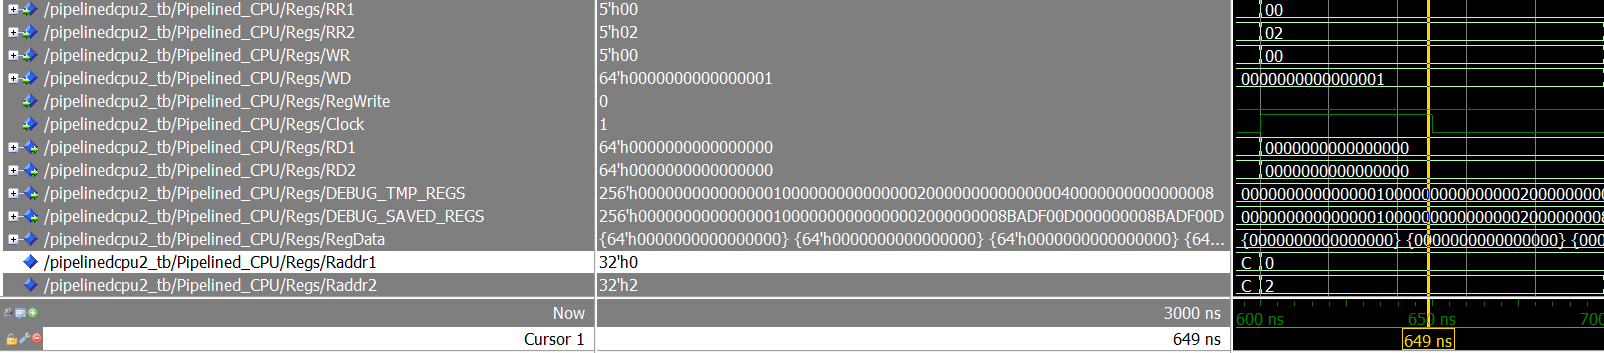 /pipelinedcpu2_tb/Pipelined_CPU/Regs/RR1 5'h00 00
/pipelinedcpu2_tb/Pipelined_CPU/Regs/RR2 5'h02 02
/pipelinedcpu2_tb/Pipelined_CPU/Regs/WR 5'h00 00
/pipelinedcpu2_tb/Pipelined_CPU/Regs/WD 64'h0000000000000001 0000000000000001
/pipelinedcpu2_tb/Pipelined_CPU/Regs/RegWrite 0
/pipelinedcpu2_tb/Pipelined_CPU/Regs/Clock 1
/pipelinedcpu2_tb/Pipelined_CPU/Regs/RD1 64'h0000000000000000 0000000000000000
/pipelinedcpu2_tb/Pipelined_CPU/Regs/RD2 64'h0000000000000000 0000000000000000
/pipelinedcpu2_tb/Pipelined_CPU/Regs/DEBUG_TMP_REGS 256'h0000000000000001000000000000000200000000000000040000000000000008
/pipelinedcpu2_tb/Pipelined_CPU/Regs/DEBUG_SAVED_REGS 256'h00000000000000010000000000000002000000008BADF00D000000008BADF00D
/pipelinedcpu2_tb/Pipelined_CPU/Regs/RegData {64'h0000000000000000} {64'h0000000000000000} {64'h0000000000000000} {64... {0000000000000000} {0000000000000000} {000
/pipelinedcpu2_tb/Pipelined_CPU/Regs/Raddr1 32'h0 C 0
/pipelinedcpu2_tb/Pipelined_CPU/Regs/Raddr2 32'h2 C 2
Now 3000 ns 600 ns 650 ns 700
Cursor 1 649 ns 649 ns